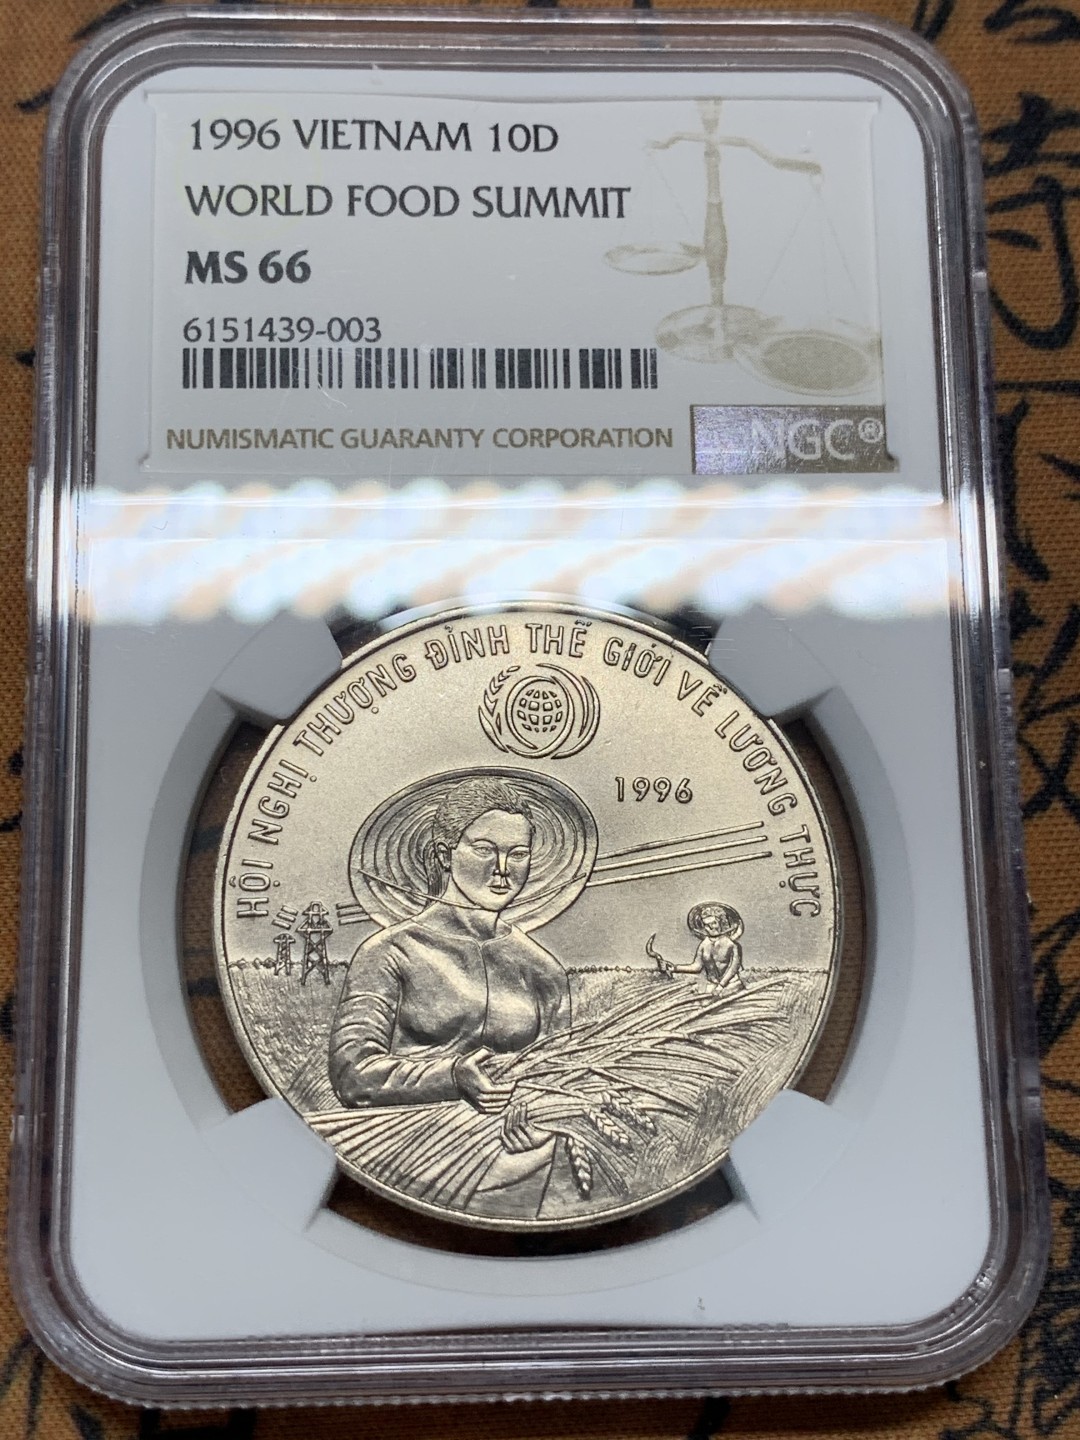 1996 VIETNAM 10D
WORLD FOOD SUMMIT
MS 66
6151439-003
NUMISMATIC GUARANTY CORPORATION
NGC®
HỘI NGHỊ THƯỢNG ĐỈNH THẾ GIỚI VỀ LƯƠNG THỰC
1996